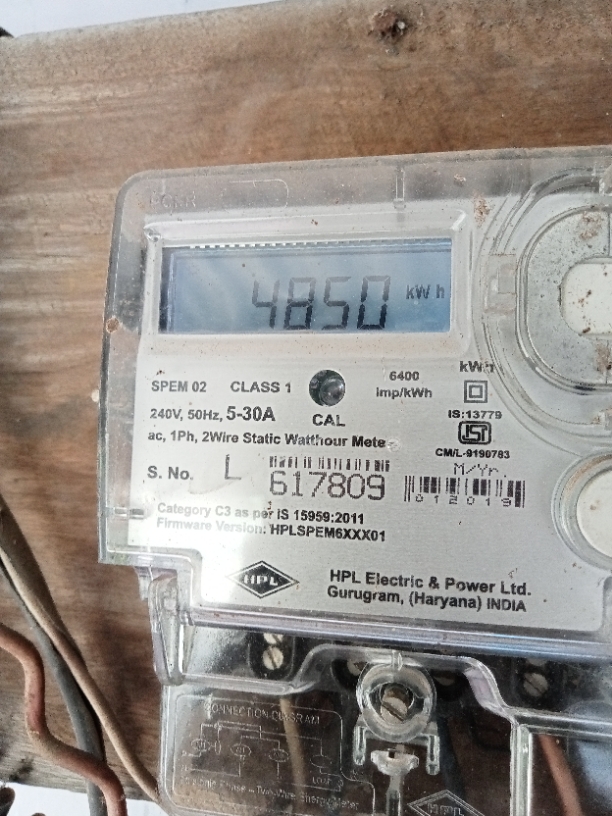 4850 kWh
kWh
SPEM 02 CLASS 1 6400 imp/kWh
240V, 50Hz, 5-30A CAL IS:13779
ac, 1Ph, 2Wire Static Watthour Mete
CM/L-9190783
S. No. L 617809 M/Yr
012019
Category C3 as per IS 15959:2011
Firmware Version: HPLSPEM6XXX01
HPL
HPL Electric & Power Ltd.
Gurugram, (Haryana) INDIA
CONNECTION DIAGRAM
HPL